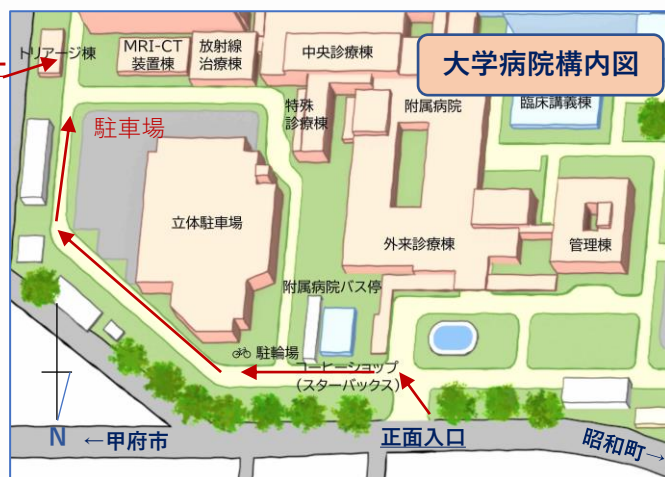 大学病院構内図
トリアージ棟
MRI-CT
装置棟
放射線
治療棟
中央診療棟
特殊
診療棟
附属病院
臨床講義棟
駐車場
立体駐車場
外来診療棟
管理棟
附属病院バス停
駐輪場
コーヒーショップ
(スターバックス)
N
←甲府市
正面入口
昭和町→